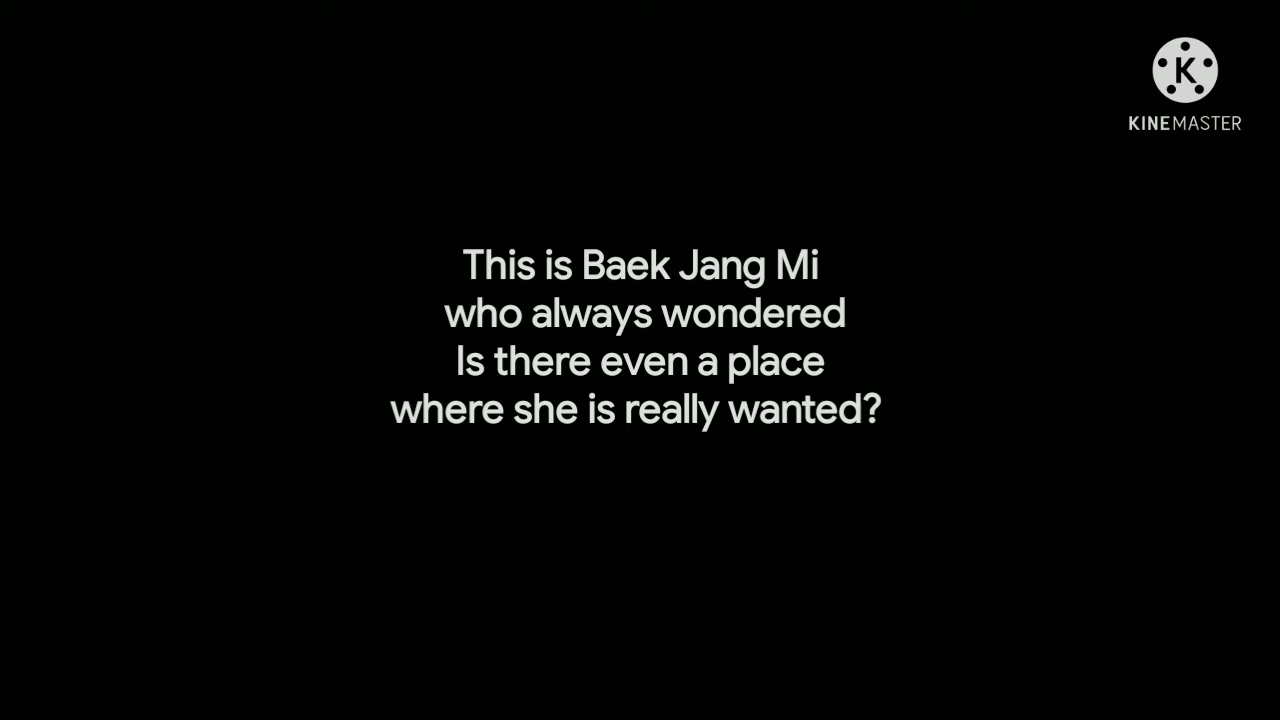 K
KINEMASTER
This is Baek Jang Mi
who always wondered
Is there even a place
where she is really wanted?